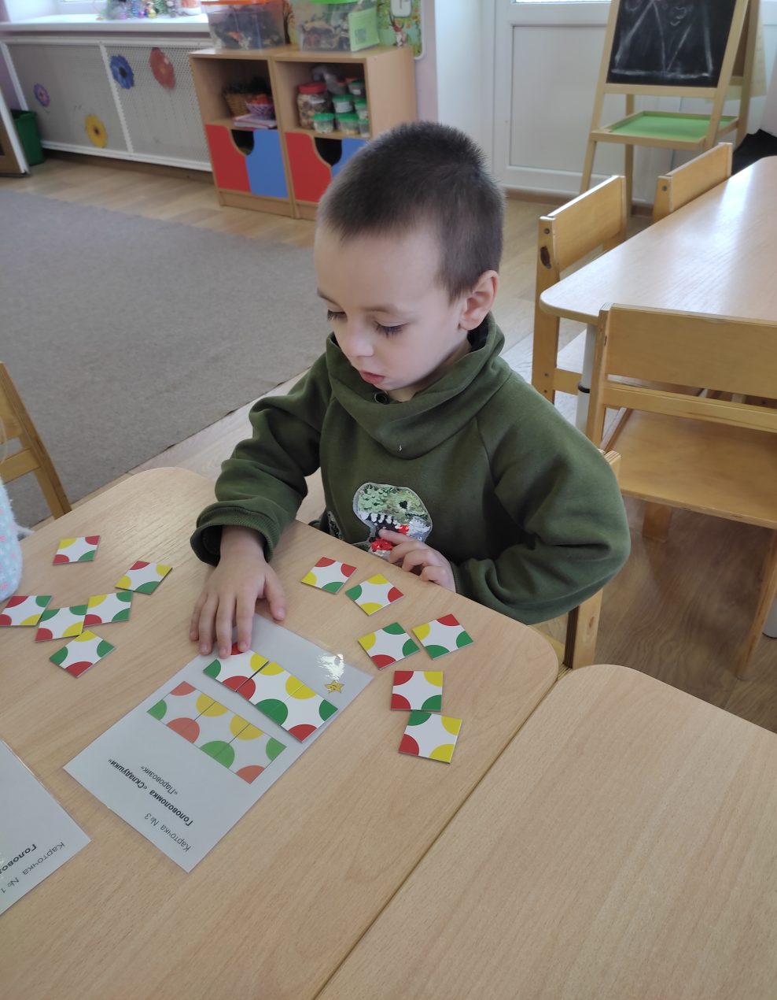 Карточка № 3
Головоломка «Складушки»
«Паровозик»
Карточка № 1
Голово